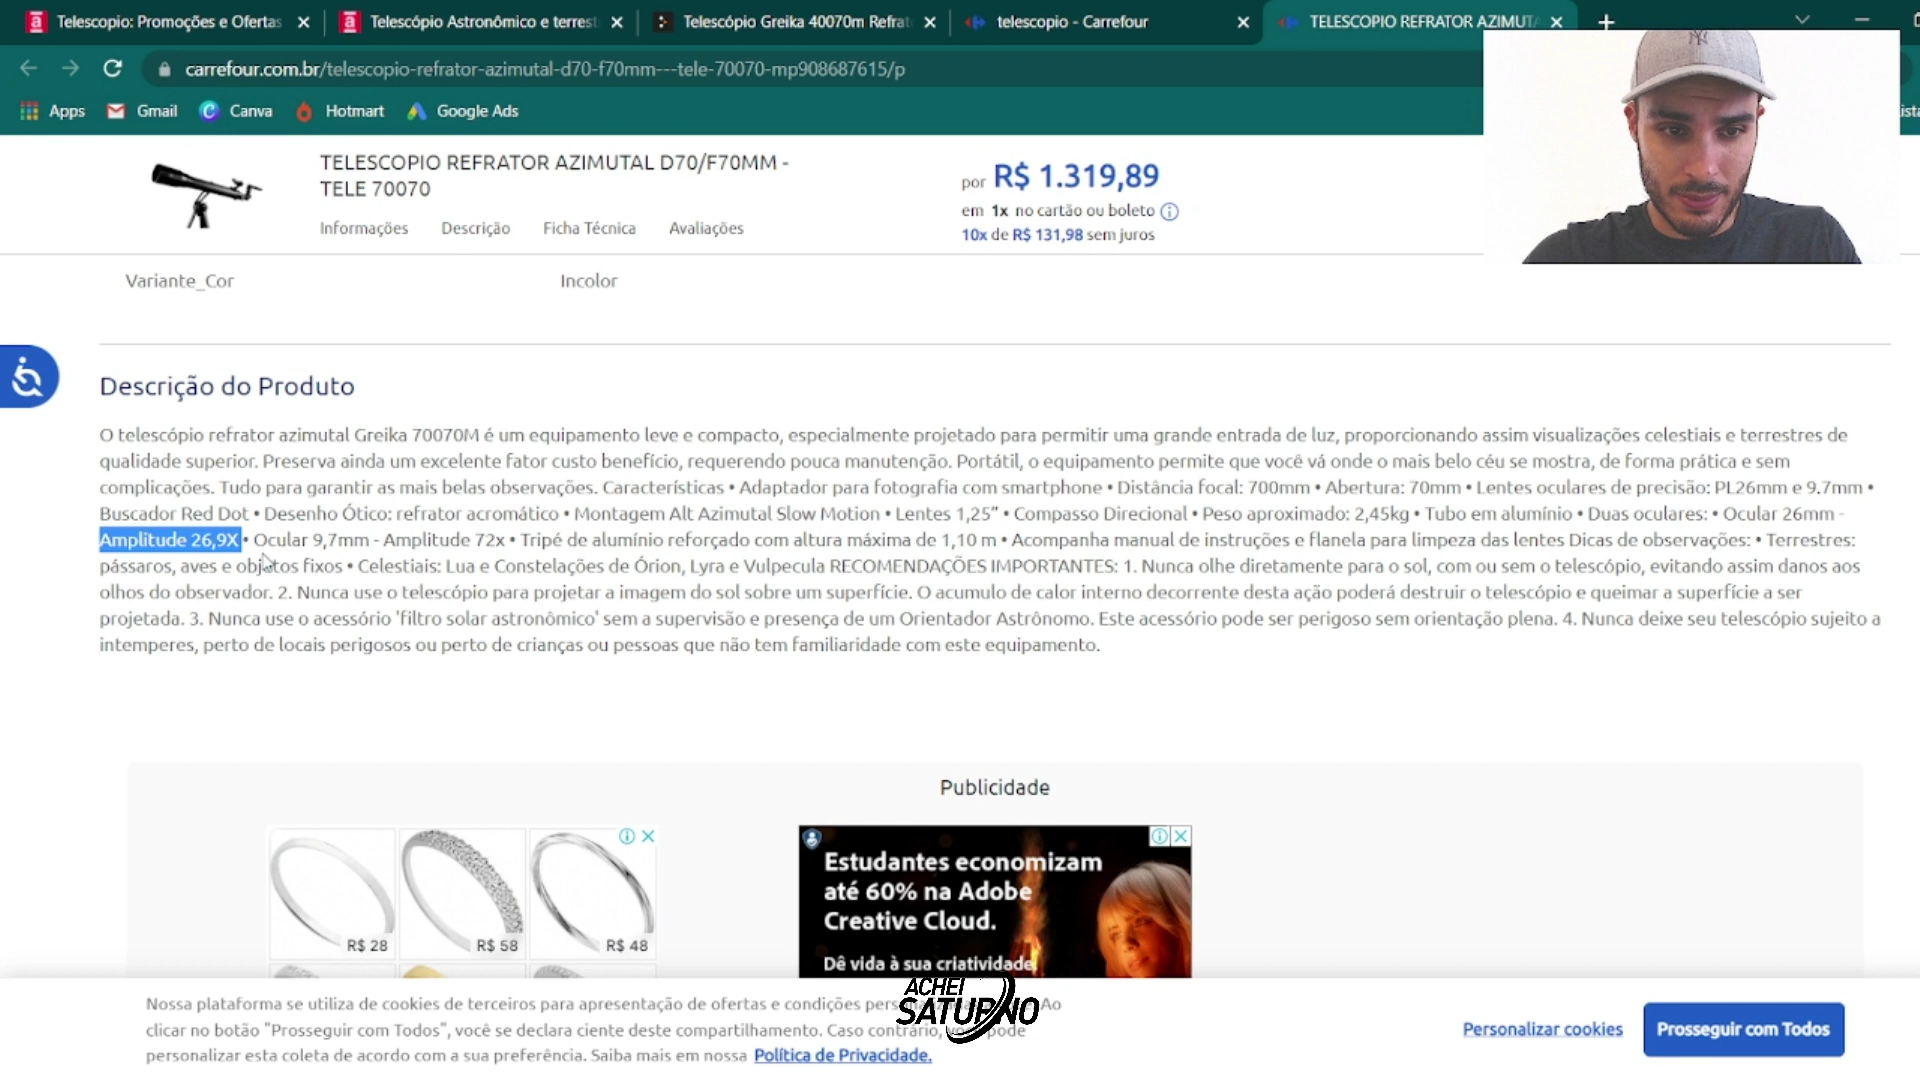 Telescopio: Promoções e Ofertas
Telescópio Astronômico e terrest
Telescópio Greika 40070m Refrat
telescopio - Carrefour
TELESCOPIO REFRATOR AZIMUTA
carrefour.com.br/telescopio-refrator-azimutal-d70-f70mm---tele-70070-mp908687615/p
Apps
Gmail
Canva
Hotmart
Google Ads
TELESCOPIO REFRATOR AZIMUTAL D70/F70MM -
TELE 70070
Informações Descrição Ficha Técnica Avaliações
por R$ 1.319,89
em 1x no cartão ou boleto
10x de R$ 131,98 sem juros
Variante_Cor Incolor
Descrição do Produto
O telescópio refrator azimutal Greika 70070M é um equipamento leve e compacto, especialmente projetado para permitir uma grande entrada de luz, proporcionando assim visualizações celestiais e terrestres de
qualidade superior. Preserva ainda um excelente fator custo benefício, requerendo pouca manutenção. Portátil, o equipamento permite que você vá onde o mais belo céu se mostra, de forma prática e sem
complicações. Tudo para garantir as mais belas observações. Características • Adaptador para fotografia com smartphone • Distância focal: 700mm • Abertura: 70mm • Lentes oculares de precisão: PL26mm e 9.7mm •
Buscador Red Dot • Desenho Ótico: refrator acromático • Montagem Alt Azimutal Slow Motion • Lentes 1,25” • Compasso Direcional • Peso aproximado: 2,45kg • Tubo em alumínio • Duas oculares: • Ocular 26mm -
Amplitude 26,9X • Ocular 9,7mm - Amplitude 72x • Tripé de alumínio reforçado com altura máxima de 1,10 m • Acompanha manual de instruções e flanela para limpeza das lentes Dicas de observações: • Terrestres:
pássaros, aves e objetos fixos • Celestiais: Lua e Constelações de Órion, Lyra e Vulpecula RECOMENDAÇÕES IMPORTANTES: 1. Nunca olhe diretamente para o sol, com ou sem o telescópio, evitando assim danos aos
olhos do observador. 2. Nunca use o telescópio para projetar a imagem do sol sobre um superfície. O acumulo de calor interno decorrente desta ação poderá destruir o telescópio e queimar a superfície a ser
projetada. 3. Nunca use o acessório 'filtro solar astronômico' sem a supervisão e presença de um Orientador Astrônomo. Este acessório pode ser perigoso sem orientação plena. 4. Nunca deixe seu telescópio sujeito a
intemperes, perto de locais perigosos ou perto de crianças ou pessoas que não tem familiaridade com este equipamento.
Publicidade
R$ 28 R$ 58 R$ 48
Estudantes economizam
até 60% na Adobe
Creative Cloud.
Dê vida à sua criatividade
ACHEI
SATURNO
Nossa plataforma se utiliza de cookies de terceiros para apresentação de ofertas e condições Ao
clicar no botão "Prosseguir com Todos", você se declara ciente deste compartilhamento. Caso contrário, pode
personalizar esta coleta de acordo com a sua preferência. Saiba mais em nossa Política de Privacidade.
Personalizar cookies
Prosseguir com Todos